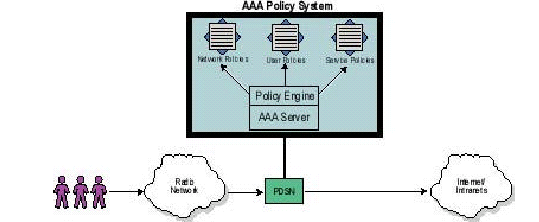 AAA Policy System
Network Policies
User Policies
Service Policies
Policy Engine
AAA Server
Radio
Network
PDSN
Internet/
Intranets